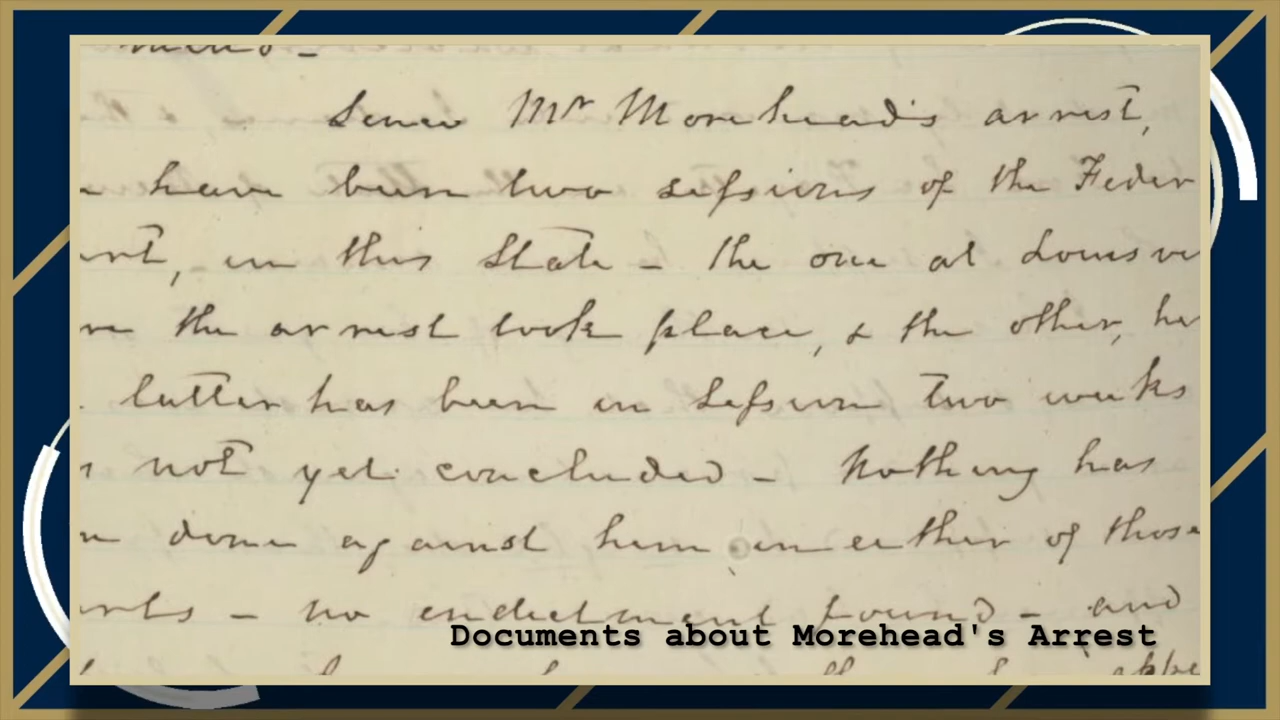 Since Mr Morehead's arrest,
have been two sessions of the Feder
in this State - the one at Louisvi
the arrest took place, & the other, he
latter has been in Session two weeks
not yet concluded - Nothing has
done against him in either of those
- no indictment found - and
Documents about Morehead's Arrest